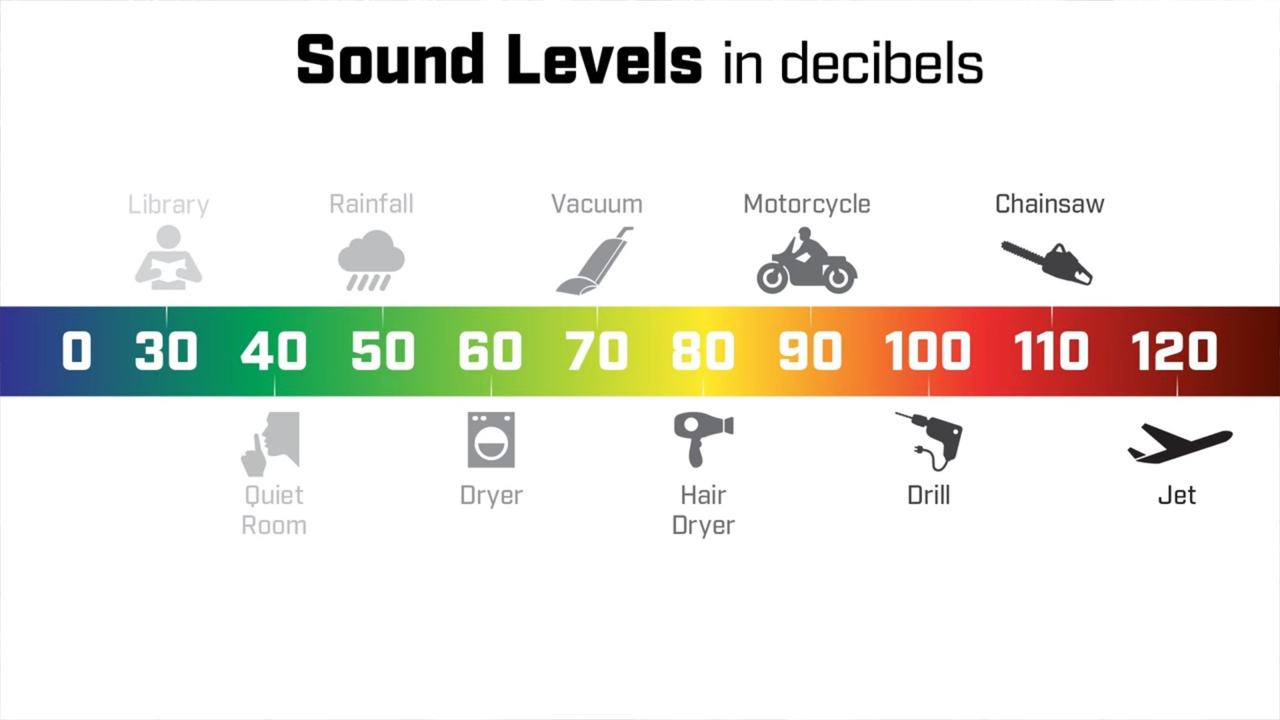 Sound Levels in decibels
Library Rainfall Vacuum Motorcycle Chainsaw
0 30 40 50 60 70 80 90 100 110 120
Quiet Dryer Hair Drill Jet
Room Dryer